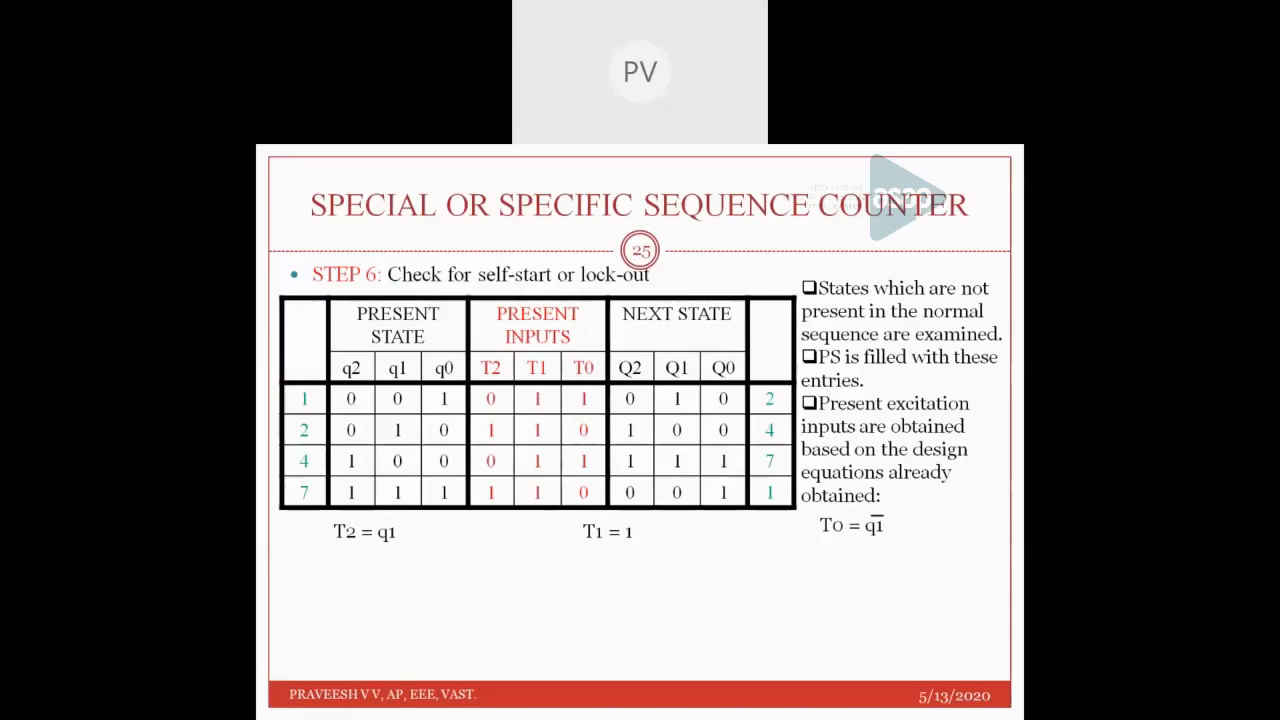 PV
SPECIAL OR SPECIFIC SEQUENCE COUNTER
asap
25
• STEP 6: Check for self-start or lock-out
PRESENT STATE PRESENT INPUTS NEXT STATE
q2 q1 q0 T2 T1 T0 Q2 Q1 Q0
1 0 0 1 0 1 1 0 1 0 2
2 0 1 0 1 1 0 1 0 0 4
4 1 0 0 0 1 1 1 1 1 7
7 1 1 1 1 1 0 0 0 1 1
T2 = q1 T1 = 1
❑States which are not
present in the normal
sequence are examined.
❑PS is filled with these
entries.
❑Present excitation
inputs are obtained
based on the design
equations already
obtained:
T0 = q̅1̅
PRAVEESH V V, AP, EEE, VAST. 5/13/2020